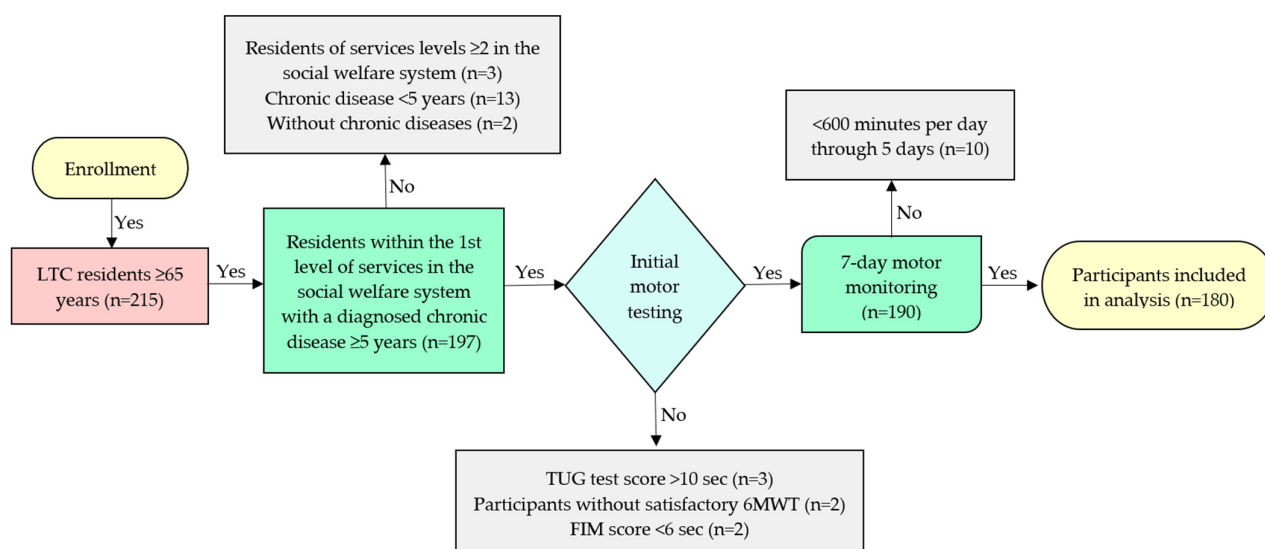 Enrollment
Yes
LTC residents ≥65
years (n=215)
Yes
Residents of services levels ≥2 in the
social welfare system (n=3)
Chronic disease <5 years (n=13)
Without chronic diseases (n=2)
No
Residents within the 1st
level of services in the
social welfare system
with a diagnosed chronic
disease ≥5 years (n=197)
Yes
Initial
motor
testing
No
TUG test score >10 sec (n=3)
Participants without satisfactory 6MWT (n=2)
FIM score <6 sec (n=2)
Yes
<600 minutes per day
through 5 days (n=10)
No
7-day motor
monitoring
(n=190)
Yes
Participants included
in analysis (n=180)